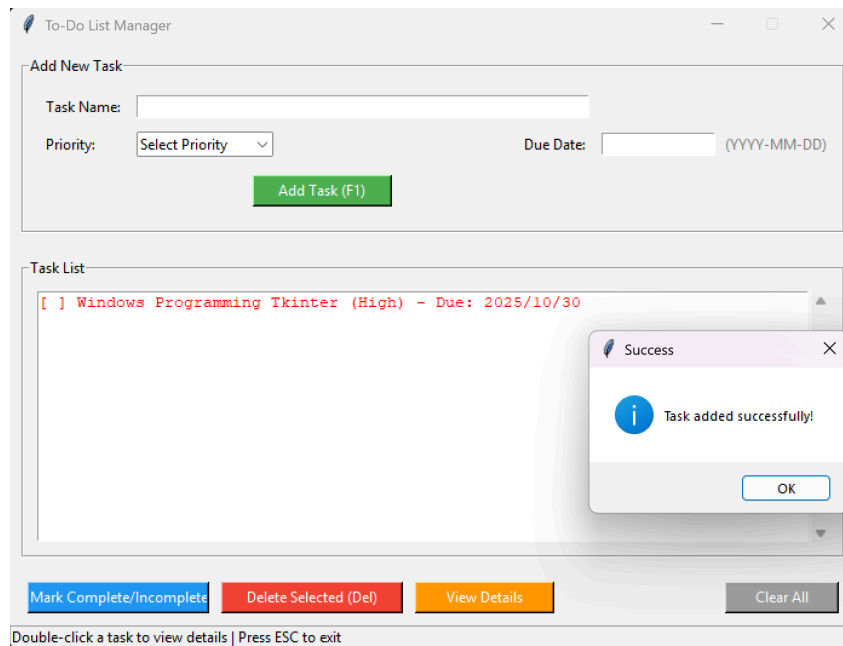 To-Do List Manager
Add New Task
Task Name:
Priority: Select Priority Due Date: (YYYY-MM-DD)
Add Task (F1)
Task List
[ ] Windows Programming Tkinter (High) - Due: 2025/10/30
Success
Task added successfully!
OK
Mark Complete/Incomplete Delete Selected (Del) View Details Clear All
Double-click a task to view details | Press ESC to exit